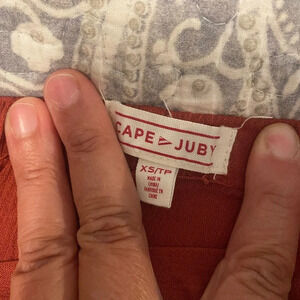 CAPE JUBY
XS/TP
MADE IN
CHINA
FABRIQUÉ EN
CHINE